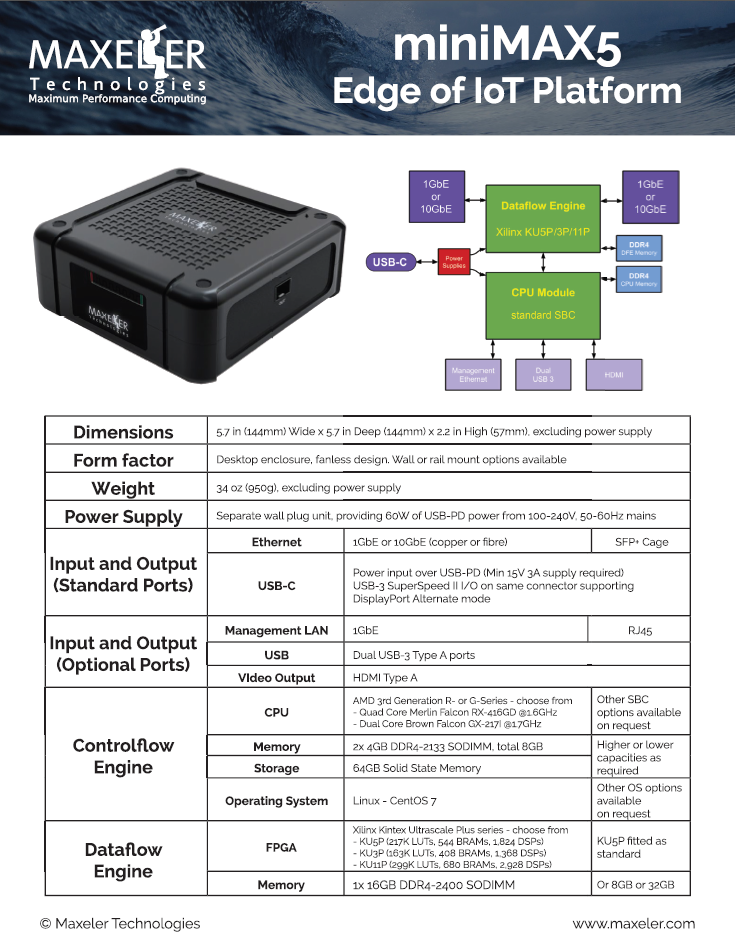 MAXELER
Technologies
Maximum Performance Computing
miniMAX5
Edge of IoT Platform
MAXELER
MAXELER
Technologies
1GbE
or
10GbE
Dataflow Engine
Xilinx KU5P/3P/11P
1GbE
or
10GbE
USB-C
Power
Supplies
DDR4
DFE Memory
DDR4
CPU Memory
CPU Module
standard SBC
Management
Ethernet
Dual
USB 3
HDMI
Dimensions
5.7 in (144mm) Wide x 5.7 in Deep (144mm) x 2.2 in High (57mm), excluding power supply
Form factor
Desktop enclosure, fanless design. Wall or rail mount options available
Weight
34 oz (950g), excluding power supply
Power Supply
Separate wall plug unit, providing 60W of USB-PD power from 100-240V, 50-60Hz mains
Input and Output
(Standard Ports)
Ethernet
1GbE or 10GbE (copper or fibre)
SFP+ Cage
USB-C
Power input over USB-PD (Min 15V 3A supply required)
USB-3 SuperSpeed II I/O on same connector supporting
DisplayPort Alternate mode
Input and Output
(Optional Ports)
Management LAN
1GbE
RJ45
USB
Dual USB-3 Type A ports
VIdeo Output
HDMI Type A
Controlflow
Engine
CPU
AMD 3rd Generation R- or G-Series - choose from
- Quad Core Merlin Falcon RX-416GD @1.6GHz
- Dual Core Brown Falcon GX-217I @1.7GHz
Other SBC
options available
on request
Memory
2x 4GB DDR4-2133 SODIMM, total 8GB
Higher or lower
capacities as
required
Storage
64GB Solid State Memory
Operating System
Linux - CentOS 7
Other OS options
available
on request
Dataflow
Engine
FPGA
Xilinx Kintex Ultrascale Plus series - choose from
- KU5P (217K LUTs, 544 BRAMs, 1,824 DSPs)
- KU3P (163K LUTs, 408 BRAMs, 1,368 DSPs)
- KU11P (299K LUTs, 680 BRAMs, 2,928 DSPs)
KU5P fitted as
standard
Memory
1x 16GB DDR4-2400 SODIMM
Or 8GB or 32GB
© Maxeler Technologies
www.maxeler.com